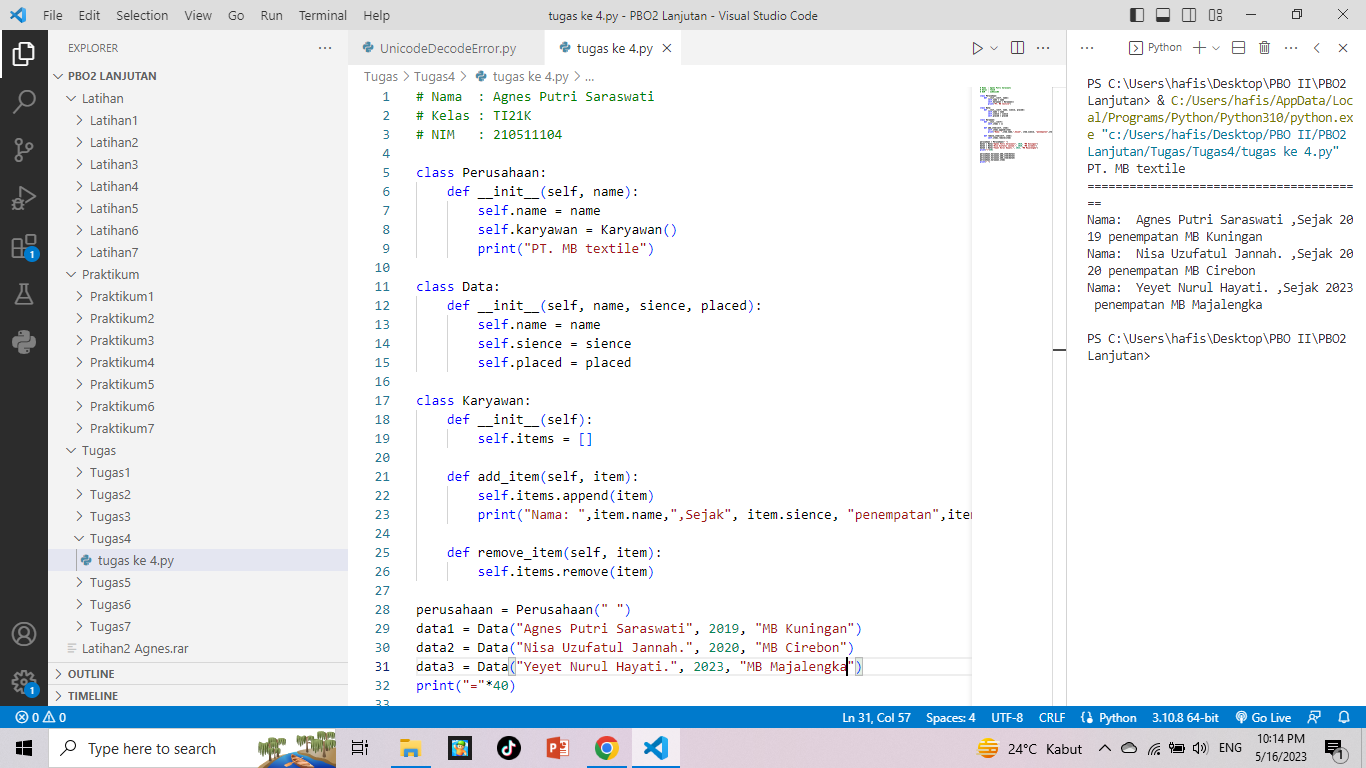 File Edit Selection View Go Run Terminal Help
tugas ke 4.py - PBO2 Lanjutan - Visual Studio Code
EXPLORER
PBO2 LANJUTAN
Latihan
Latihan1
Latihan2
Latihan3
Latihan4
Latihan5
Latihan6
Latihan7
Praktikum
Praktikum1
Praktikum2
Praktikum3
Praktikum4
Praktikum5
Praktikum6
Praktikum7
Tugas
Tugas1
Tugas2
Tugas3
Tugas4
tugas ke 4.py
Tugas5
Tugas6
Tugas7
Latihan2 Agnes.rar
OUTLINE
TIMELINE
1
1
UnicodeDecodeError.py
tugas ke 4.py
Tugas > Tugas4 > tugas ke 4.py > ...
1 # Nama  : Agnes Putri Saraswati
2 # Kelas : TI21K
3 # NIM   : 210511104
4
5 class Perusahaan:
6     def __init__(self, name):
7         self.name = name
8         self.karyawan = Karyawan()
9         print("PT. MB textile")
10
11 class Data:
12     def __init__(self, name, sience, placed):
13         self.name = name
14         self.sience = sience
15         self.placed = placed
16
17 class Karyawan:
18     def __init__(self):
19         self.items = []
20
21     def add_item(self, item):
22         self.items.append(item)
23         print("Nama: ",item.name,",Sejak", item.sience, "penempatan",iten
24
25     def remove_item(self, item):
26         self.items.remove(item)
27
28 perusahaan = Perusahaan(" ")
29 data1 = Data("Agnes Putri Saraswati", 2019, "MB Kuningan")
30 data2 = Data("Nisa Uzufatul Jannah.", 2020, "MB Cirebon")
31 data3 = Data("Yeyet Nurul Hayati.", 2023, "MB Majalengka")
32 print("="*40)
33
Python
PS C:\Users\hafis\Desktop\PBO II\PBO2
Lanjutan> & C:/Users/hafis/AppData/Loc
al/Programs/Python/Python310/python.ex
e "c:/Users/hafis/Desktop/PBO II/PBO2
Lanjutan/Tugas/Tugas4/tugas ke 4.py"
PT. MB textile
======================================
==
Nama:  Agnes Putri Saraswati ,Sejak 20
19 penempatan MB Kuningan
Nama:  Nisa Uzufatul Jannah. ,Sejak 20
20 penempatan MB Cirebon
Nama:  Yeyet Nurul Hayati. ,Sejak 2023
 penempatan MB Majalengka
PS C:\Users\hafis\Desktop\PBO II\PBO2
Lanjutan>
0 0
Ln 31, Col 57 Spaces: 4 UTF-8 CRLF Python 3.10.8 64-bit Go Live
Type here to search
24°C Kabut
ENG
10:14 PM
5/16/2023
1